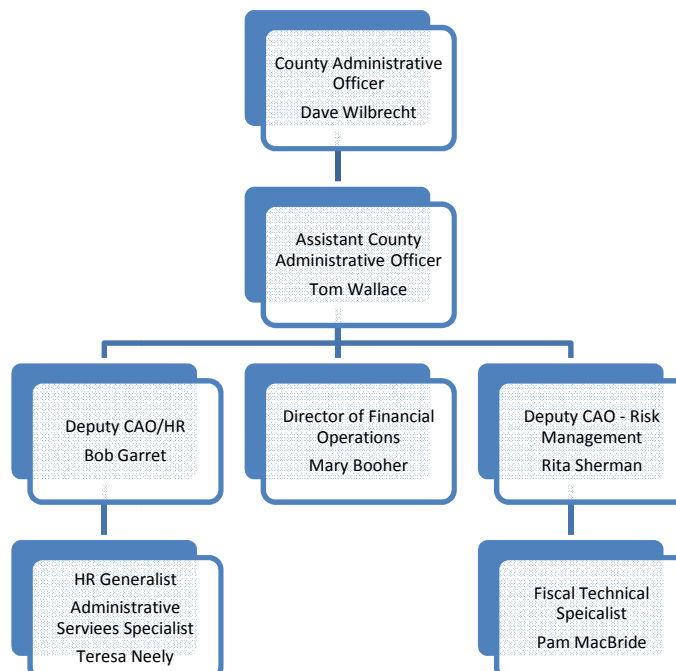 County Administrative
Officer
Dave Wilbrecht
Assistant County
Administrative Officer
Tom Wallace
Deputy CAO/HR
Bob Garret
Director of Financial
Operations
Mary Booher
Deputy CAO - Risk
Management
Rita Sherman
HR Generalist
Administrative
Serviees Specialist
Teresa Neely
Fiscal Technical
Speicalist
Pam MacBride